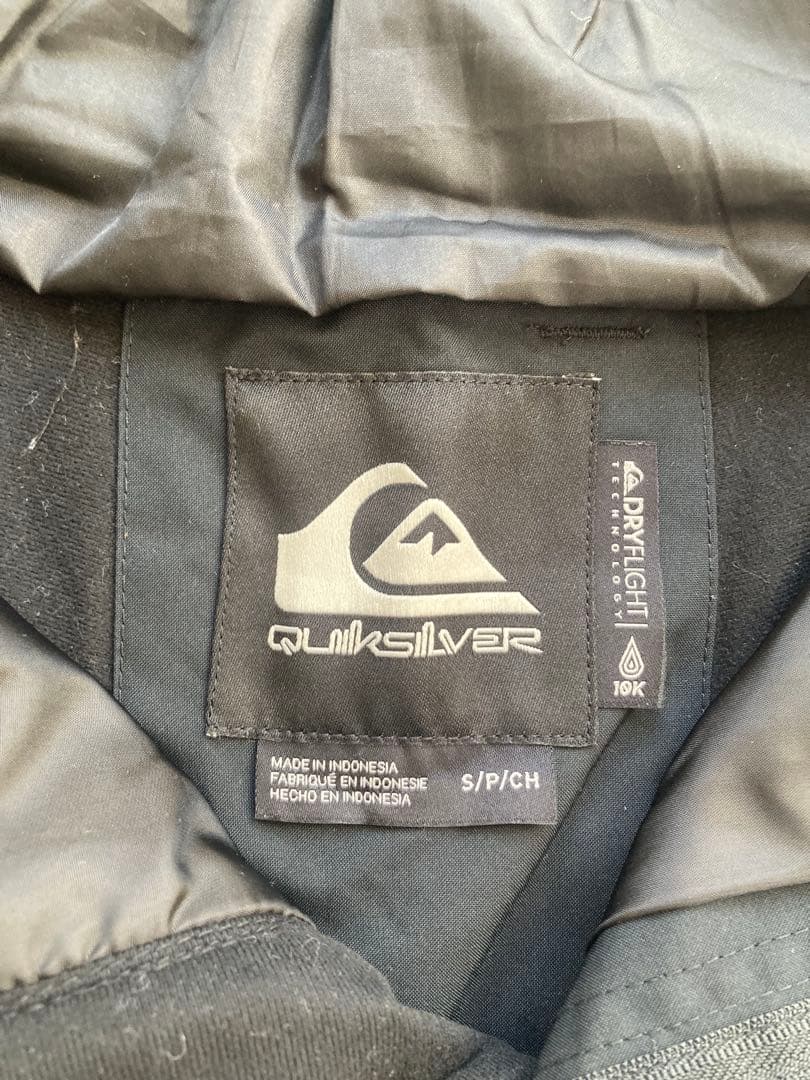 QUIKSILVER
DRYFLIGHT
TECHNOLOGY
10K
MADE IN INDONESIA
FABRIQUÉ EN INDONESIE
HECHO EN INDONESIA
S/P/CH